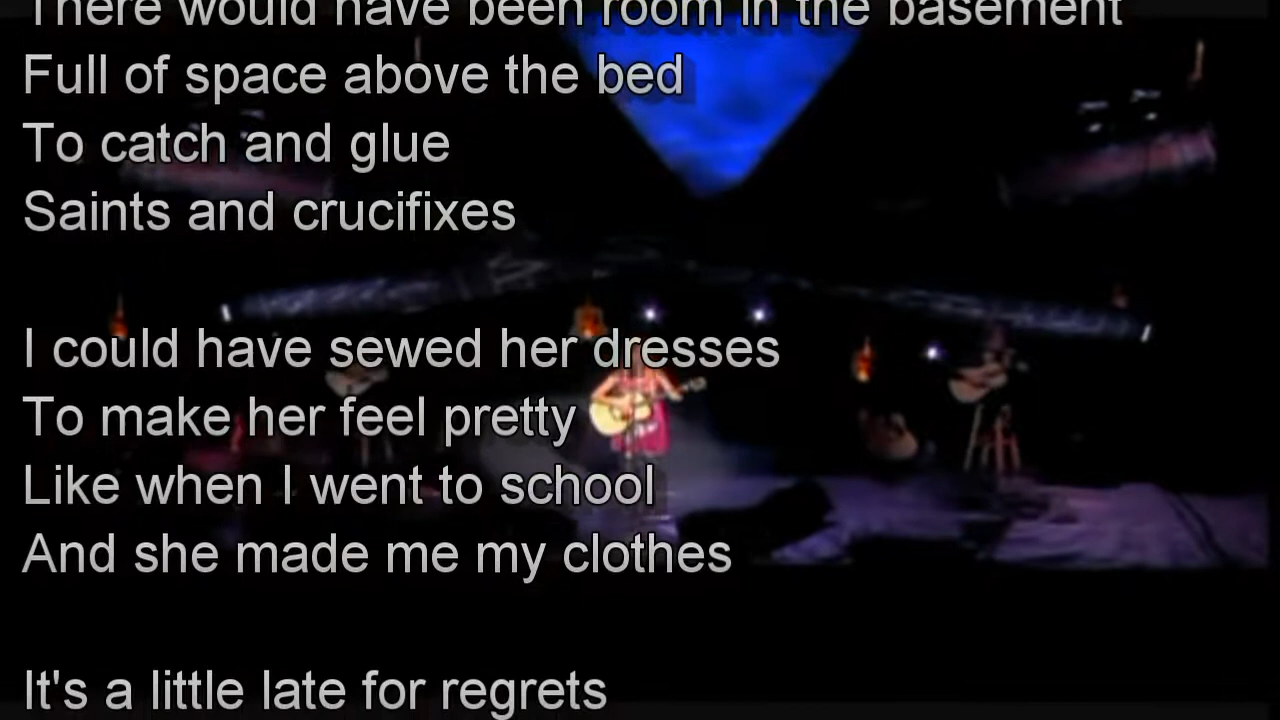 There would have been room in the basement
Full of space above the bed
To catch and glue
Saints and crucifixes
I could have sewed her dresses
To make her feel pretty
Like when I went to school
And she made me my clothes
It's a little late for regrets